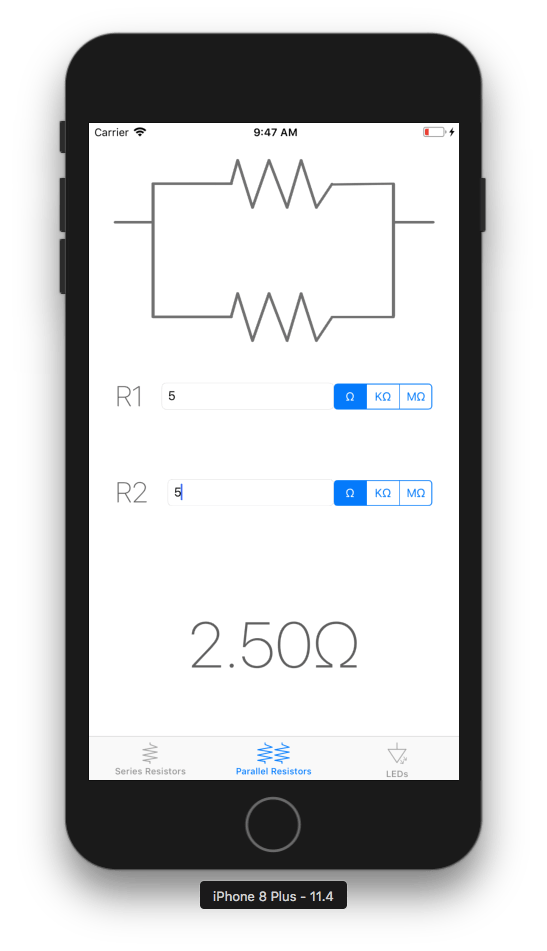 Carrier 9:47 AM
R1 5 Ω KΩ MΩ
R2 5 Ω KΩ MΩ
2.50Ω
Series Resistors Parallel Resistors LEDs
iPhone 8 Plus - 11.4